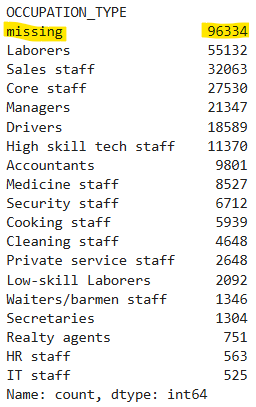 OCCUPATION_TYPE
missing 96334
Laborers 55132
Sales staff 32063
Core staff 27530
Managers 21347
Drivers 18589
High skill tech staff 11370
Accountants 9801
Medicine staff 8527
Security staff 6712
Cooking staff 5939
Cleaning staff 4648
Private service staff 2648
Low-skill Laborers 2092
Waiters/barmen staff 1346
Secretaries 1304
Realty agents 751
HR staff 563
IT staff 525
Name: count, dtype: int64